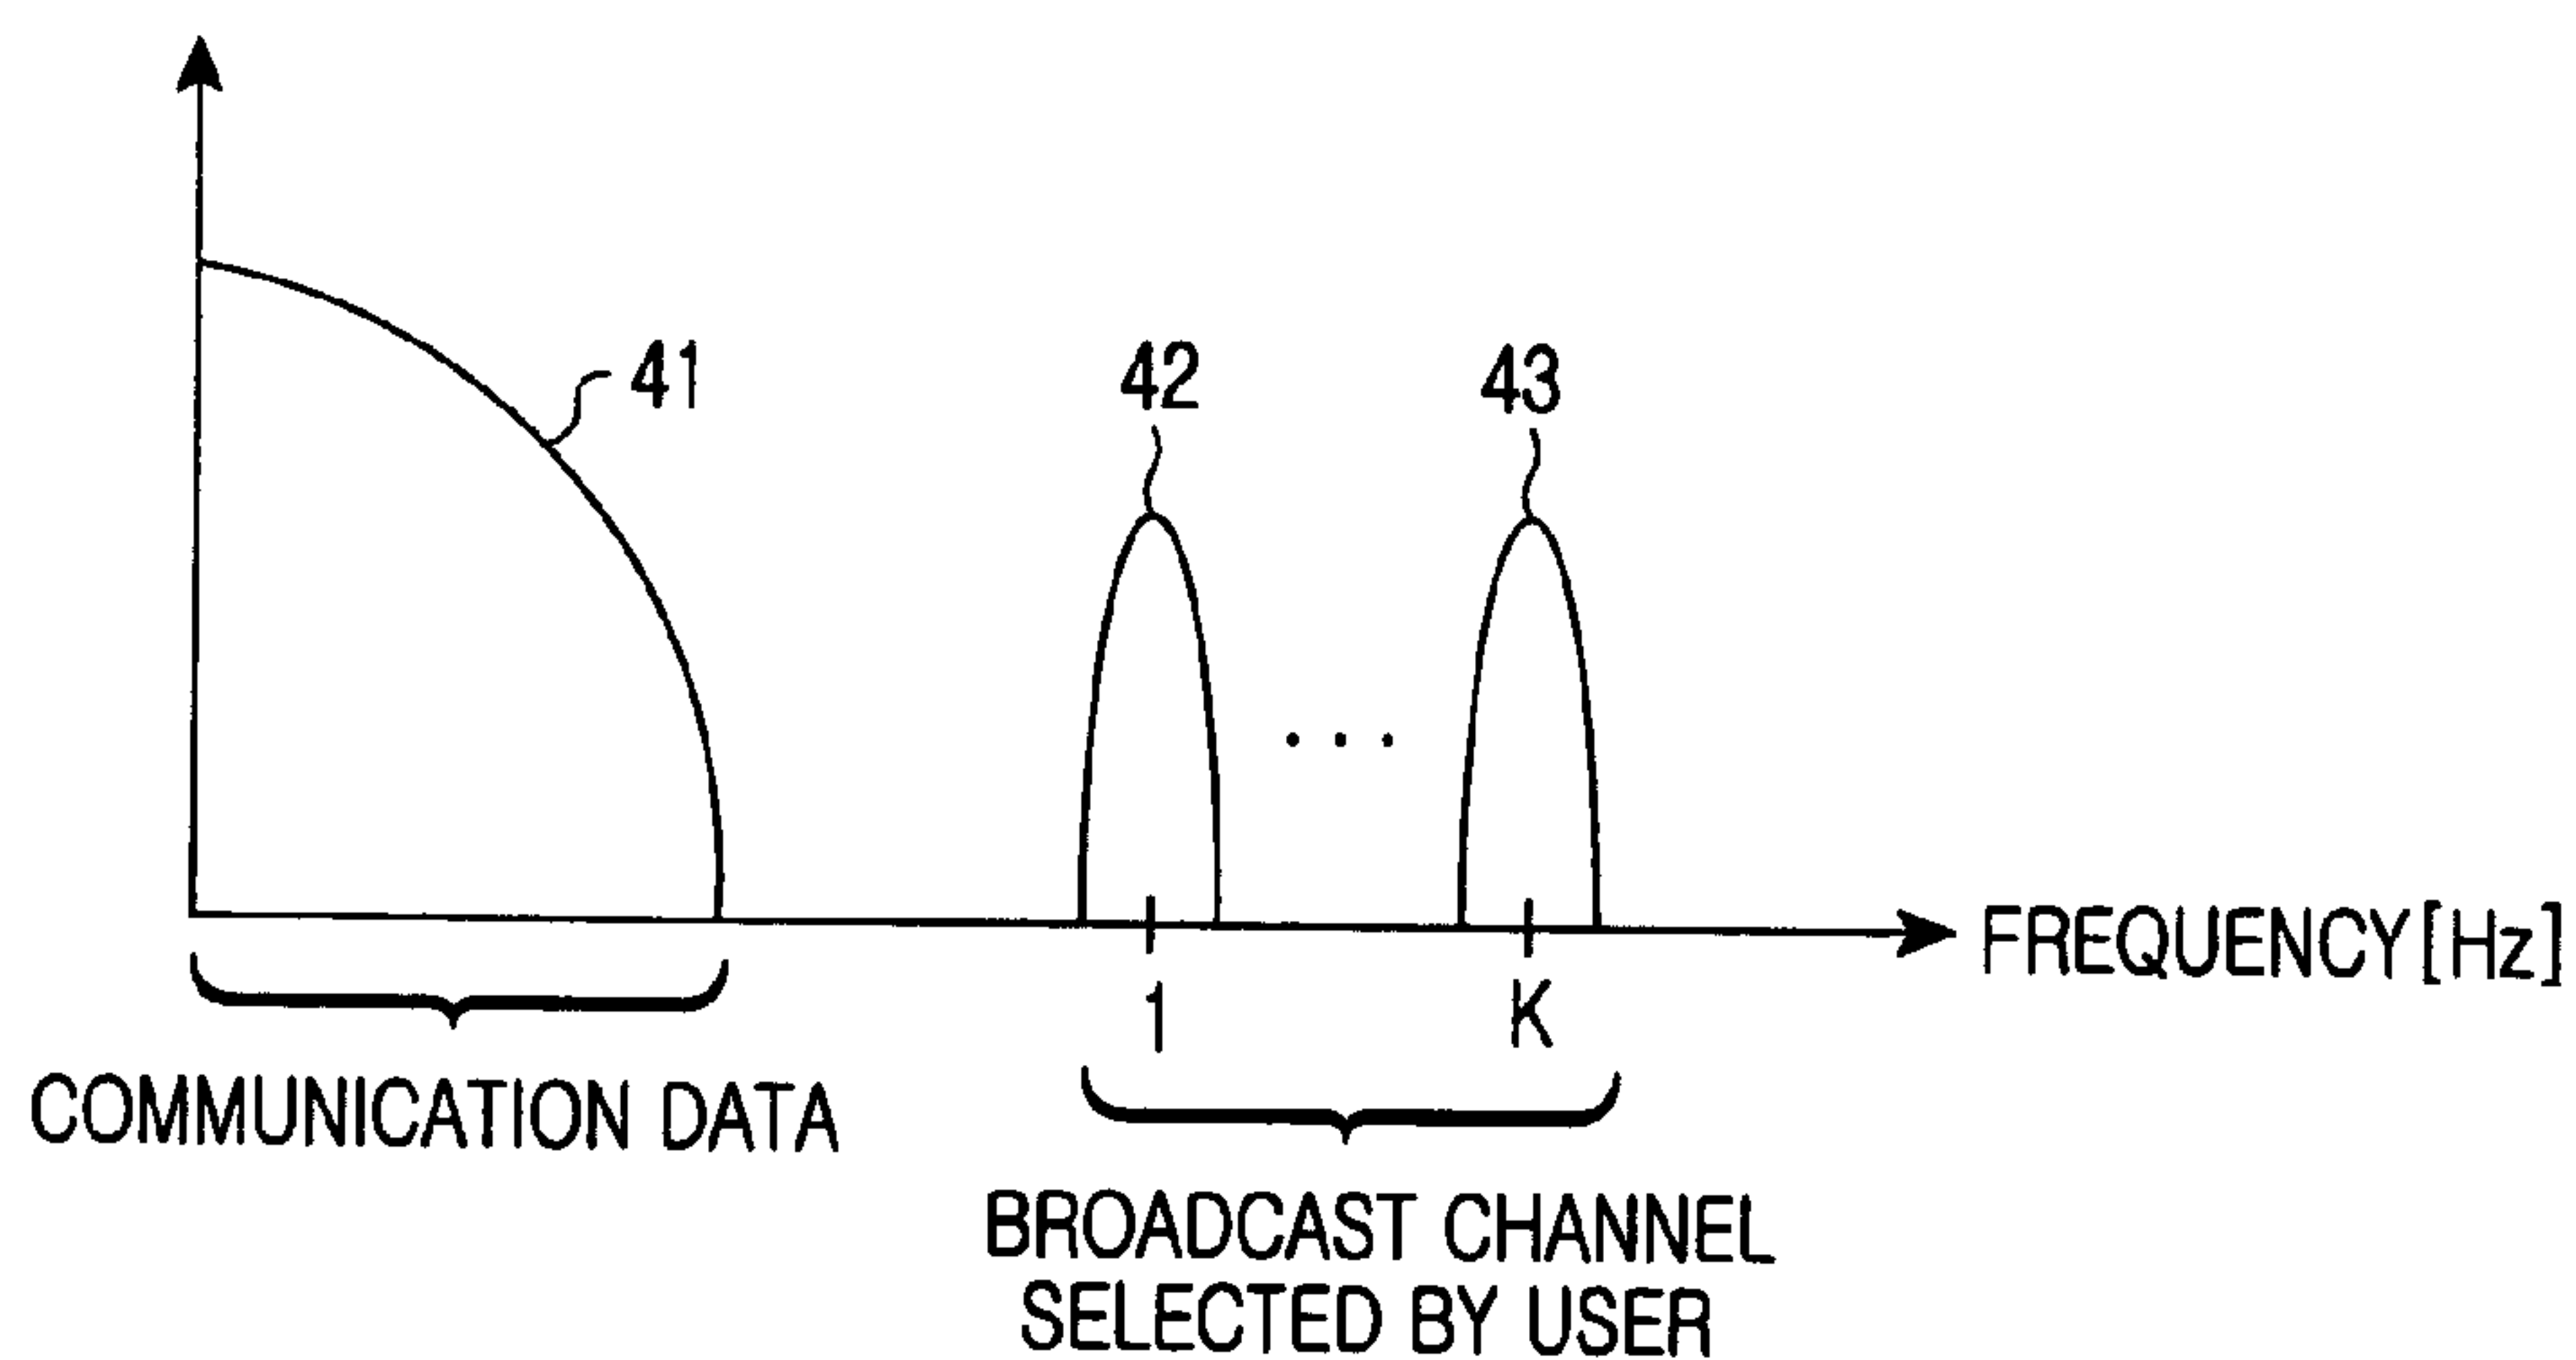 41
42
43
FREQUENCY[Hz]
1
K
COMMUNICATION DATA
BROADCAST CHANNEL
SELECTED BY USER